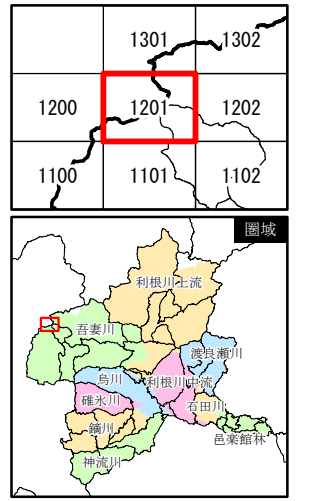 1301 1302
1200 1201 1202
1100 1101 1102
圏域
利根川上流
吾妻川
渡良瀬川
烏川 利根川中流
碓氷川
石田川
鏑川
邑楽館林
神流川